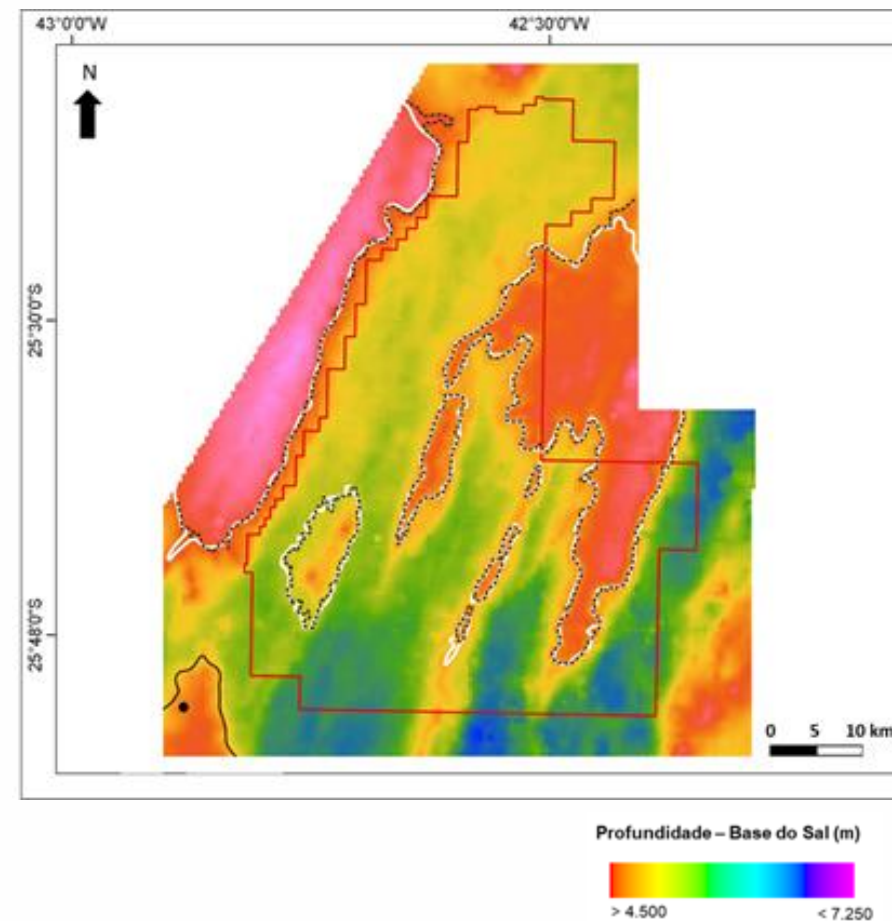 43°0'0"W 42°30'0"W
N
25°30'0"S
25°48'0"S
0 5 10 km
Profundidade – Base do Sal (m)
> 4.500 < 7.250